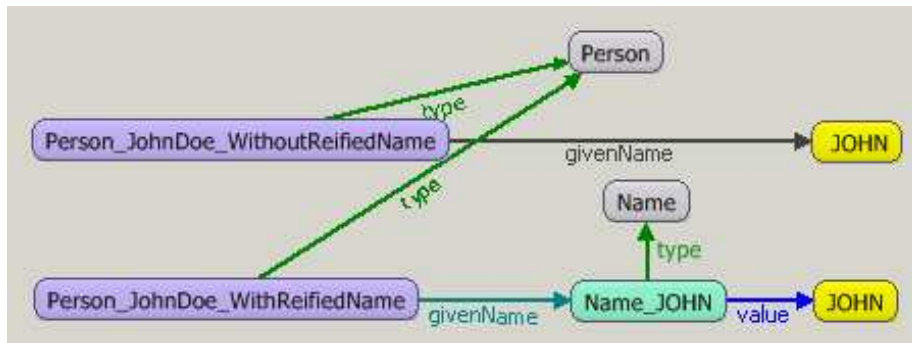 Person
type
Person_JohnDoe_WithoutReifiedName
givenName
JOHN
type
Name
type
Person_JohnDoe_WithReifiedName
givenName
Name_JOHN
value
JOHN